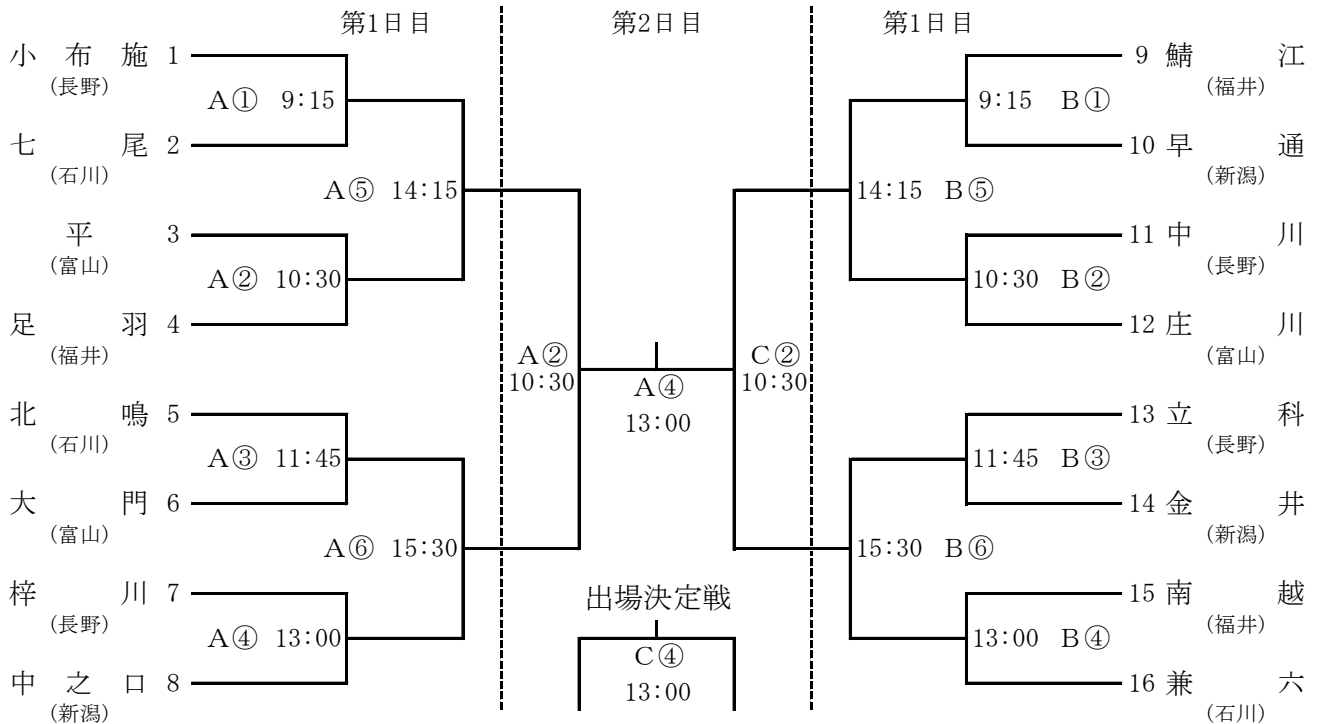 第1日目 第2日目 第1日目
小布施 1
(長野)
A① 9:15
七尾 2
(石川)
A⑤ 14:15
平 3
(富山)
A② 10:30
足羽 4
(福井)
北鳴 5
(石川)
A③ 11:45
大門 6
(富山)
A⑥ 15:30
梓川 7
(長野)
A④ 13:00
中之口 8
(新潟)
A②
10:30
A④
13:00
C②
10:30
出場決定戦
C④
13:00
9 鯖江
(福井)
9:15 B①
10 早通
(新潟)
14:15 B⑤
11 中川
(長野)
10:30 B②
12 庄川
(富山)
13 立科
(長野)
11:45 B③
14 金井
(新潟)
15:30 B⑥
15 南越
(福井)
13:00 B④
16 兼六
(石川)